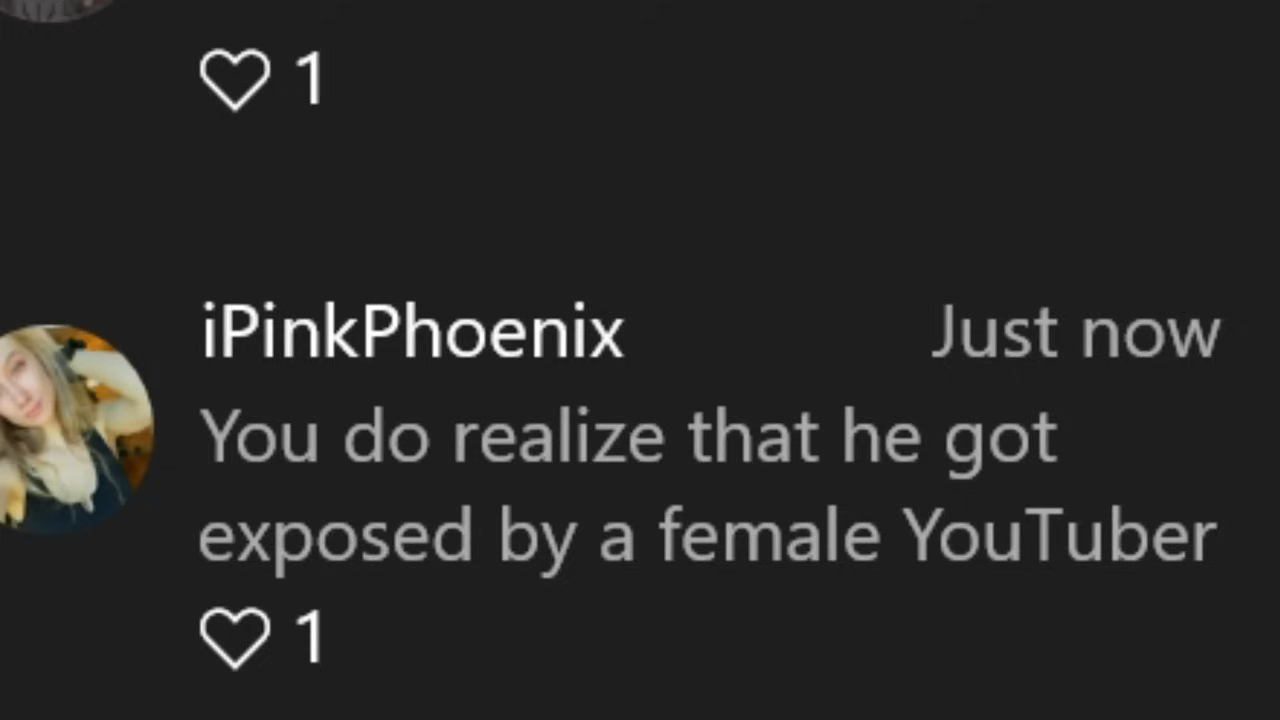 1
iPinkPhoenix
Just now
You do realize that he got
exposed by a female YouTuber
1